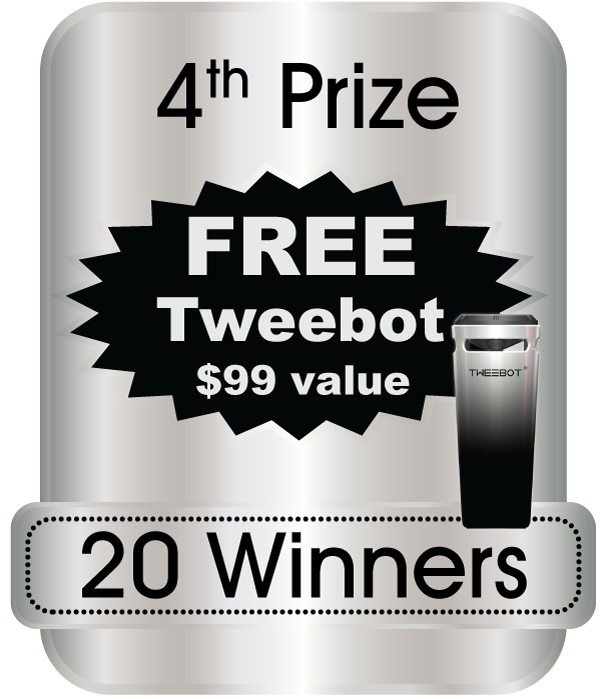 4th Prize
FREE
Tweebot
$99 value
TWEEBOT®
20 Winners